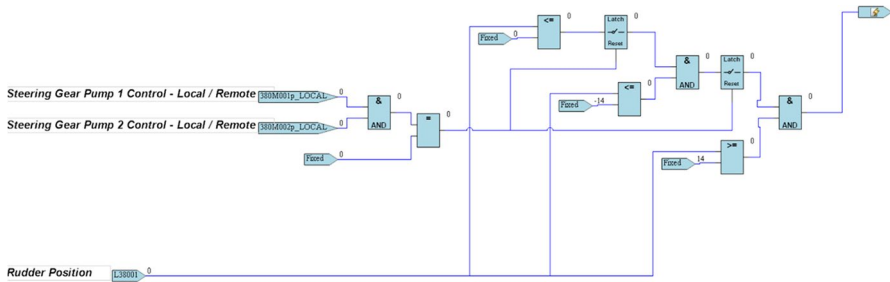 <= 0
Fixed 0
Latch 0
Reset
Steering Gear Pump 1 Control - Local / Remote 380M001p_LOCAL 0
& 0
AND
Steering Gear Pump 2 Control - Local / Remote 380M002p_LOCAL 0
Fixed 0
= 0
<= 0
Fixed -14
& 0
AND
Latch 0
Reset
& 0
AND
>= 0
Fixed 14
Rudder Position L38001 0